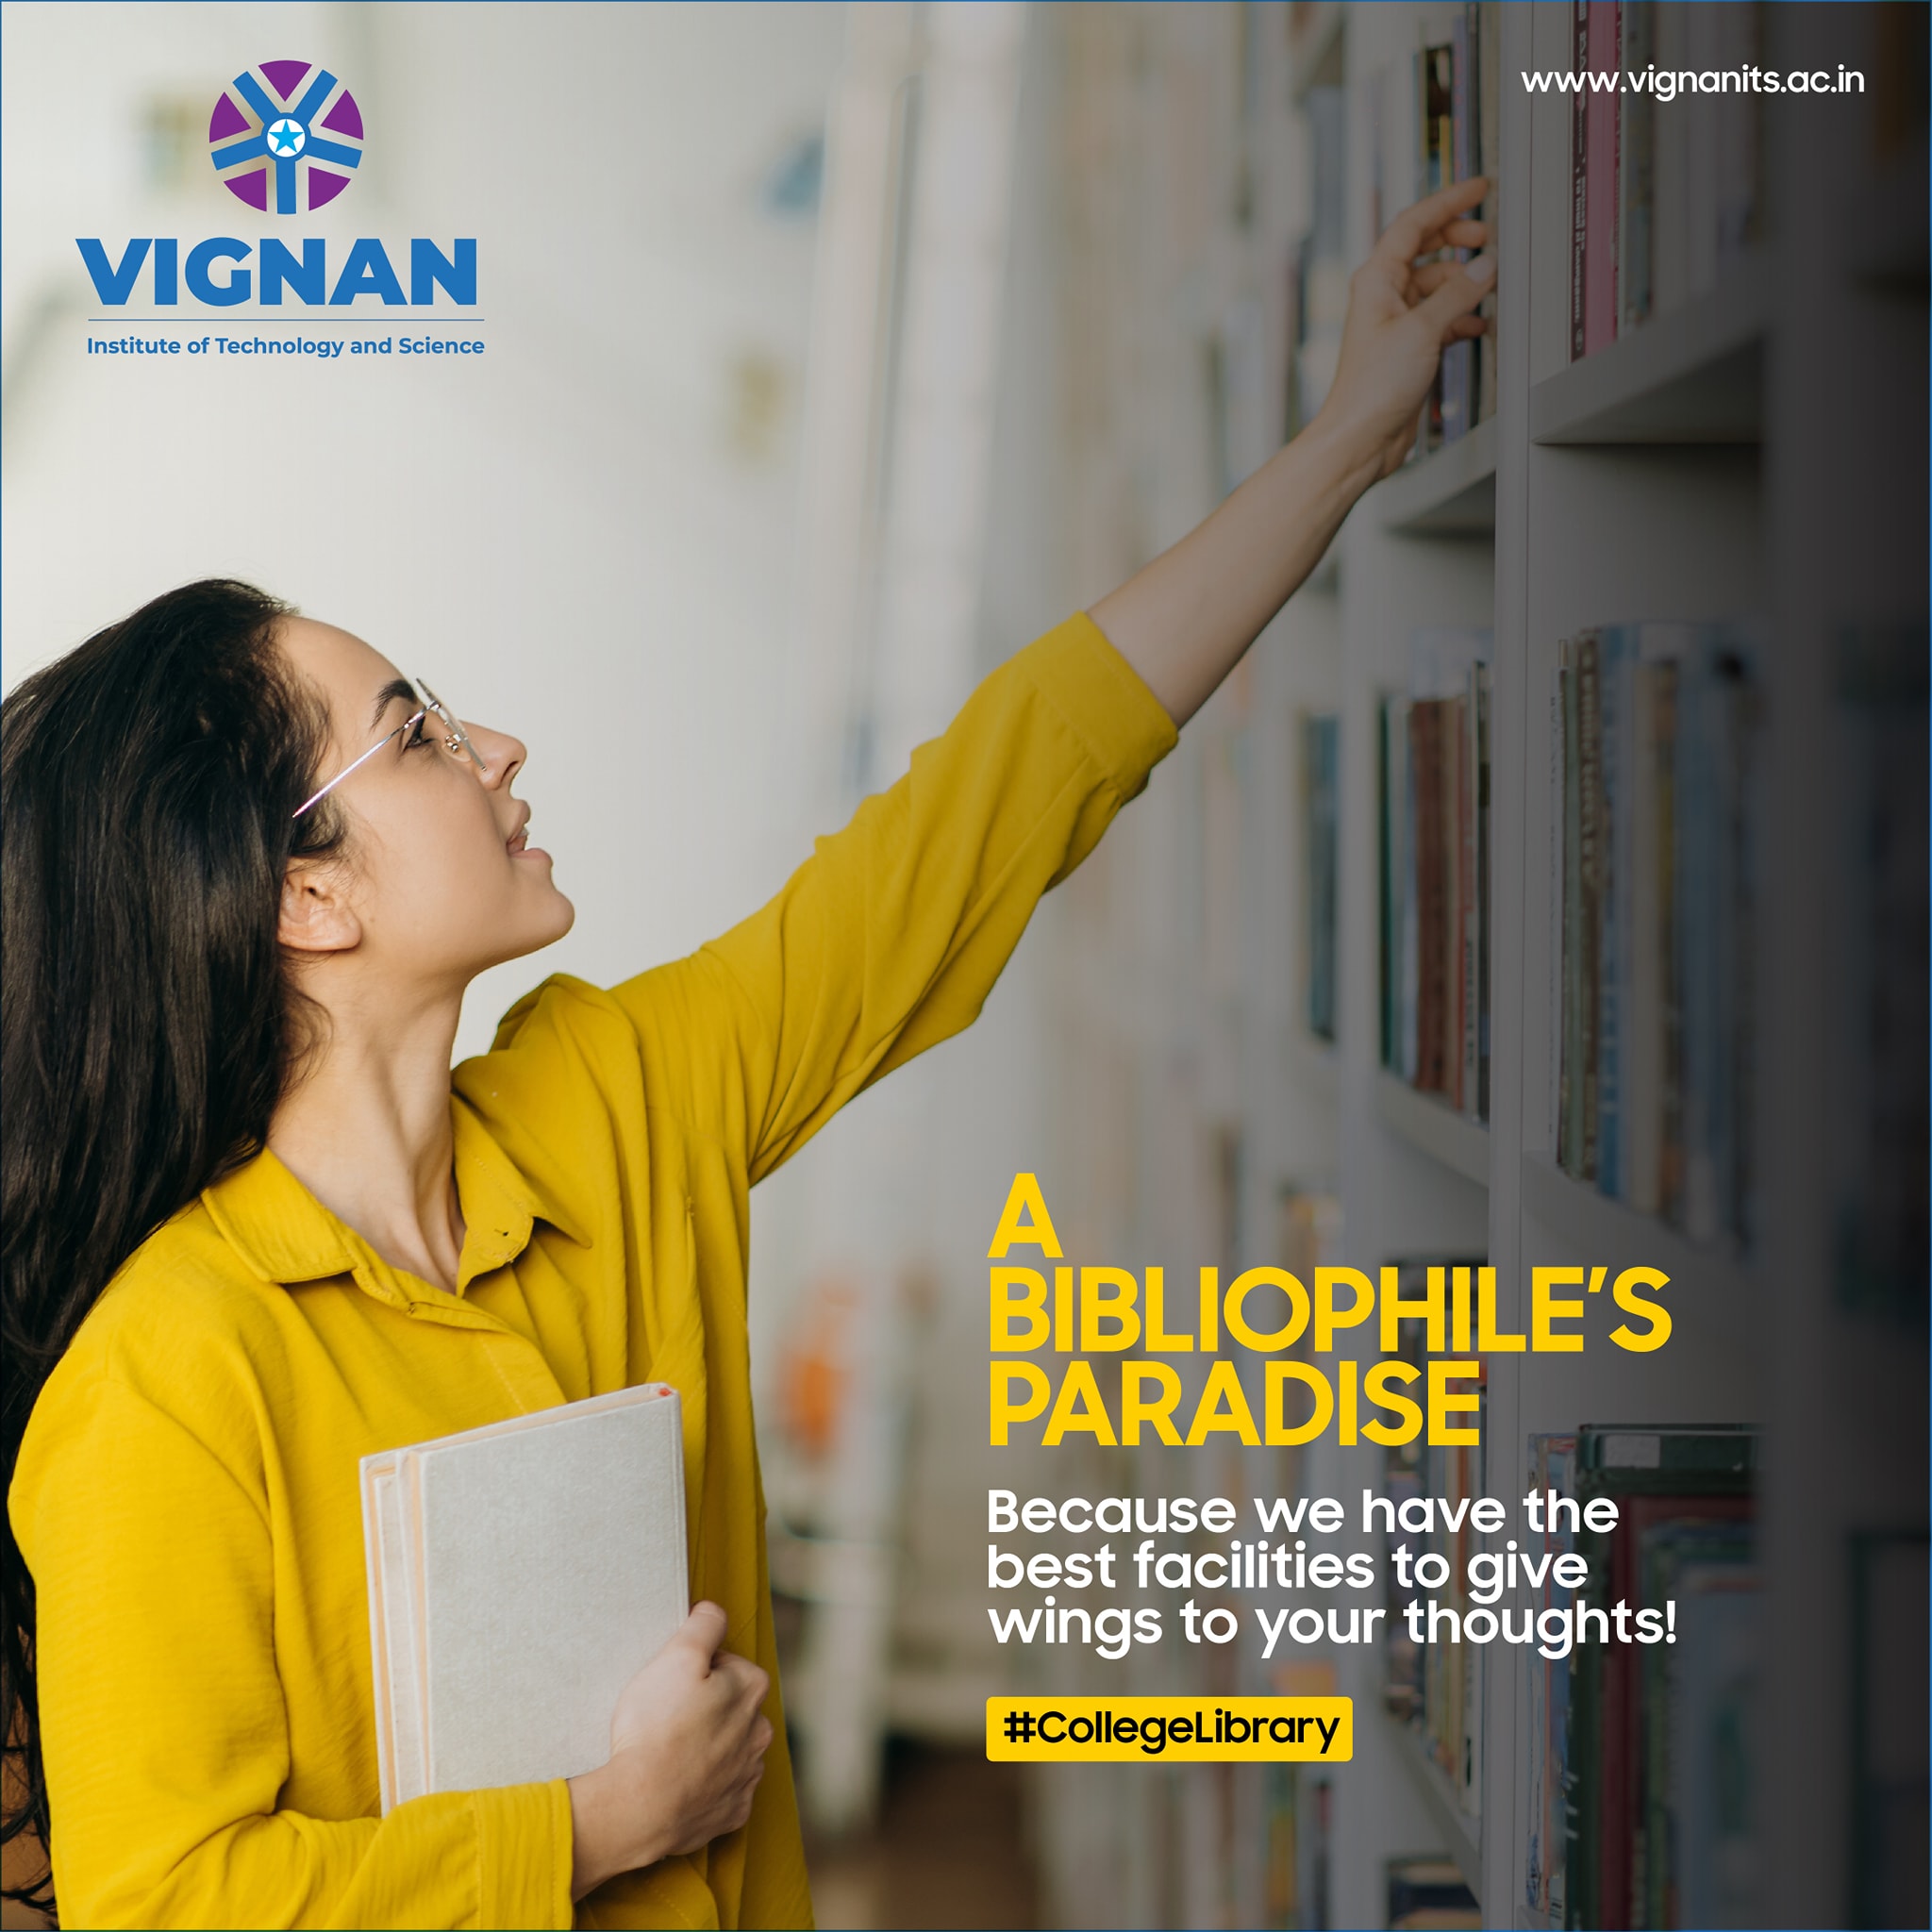 www.vignanits.ac.in
VIGNAN
Institute of Technology and Science
A
BIBLIOPHILE'S
PARADISE
Because we have the
best facilities to give
wings to your thoughts!
#CollegeLibrary